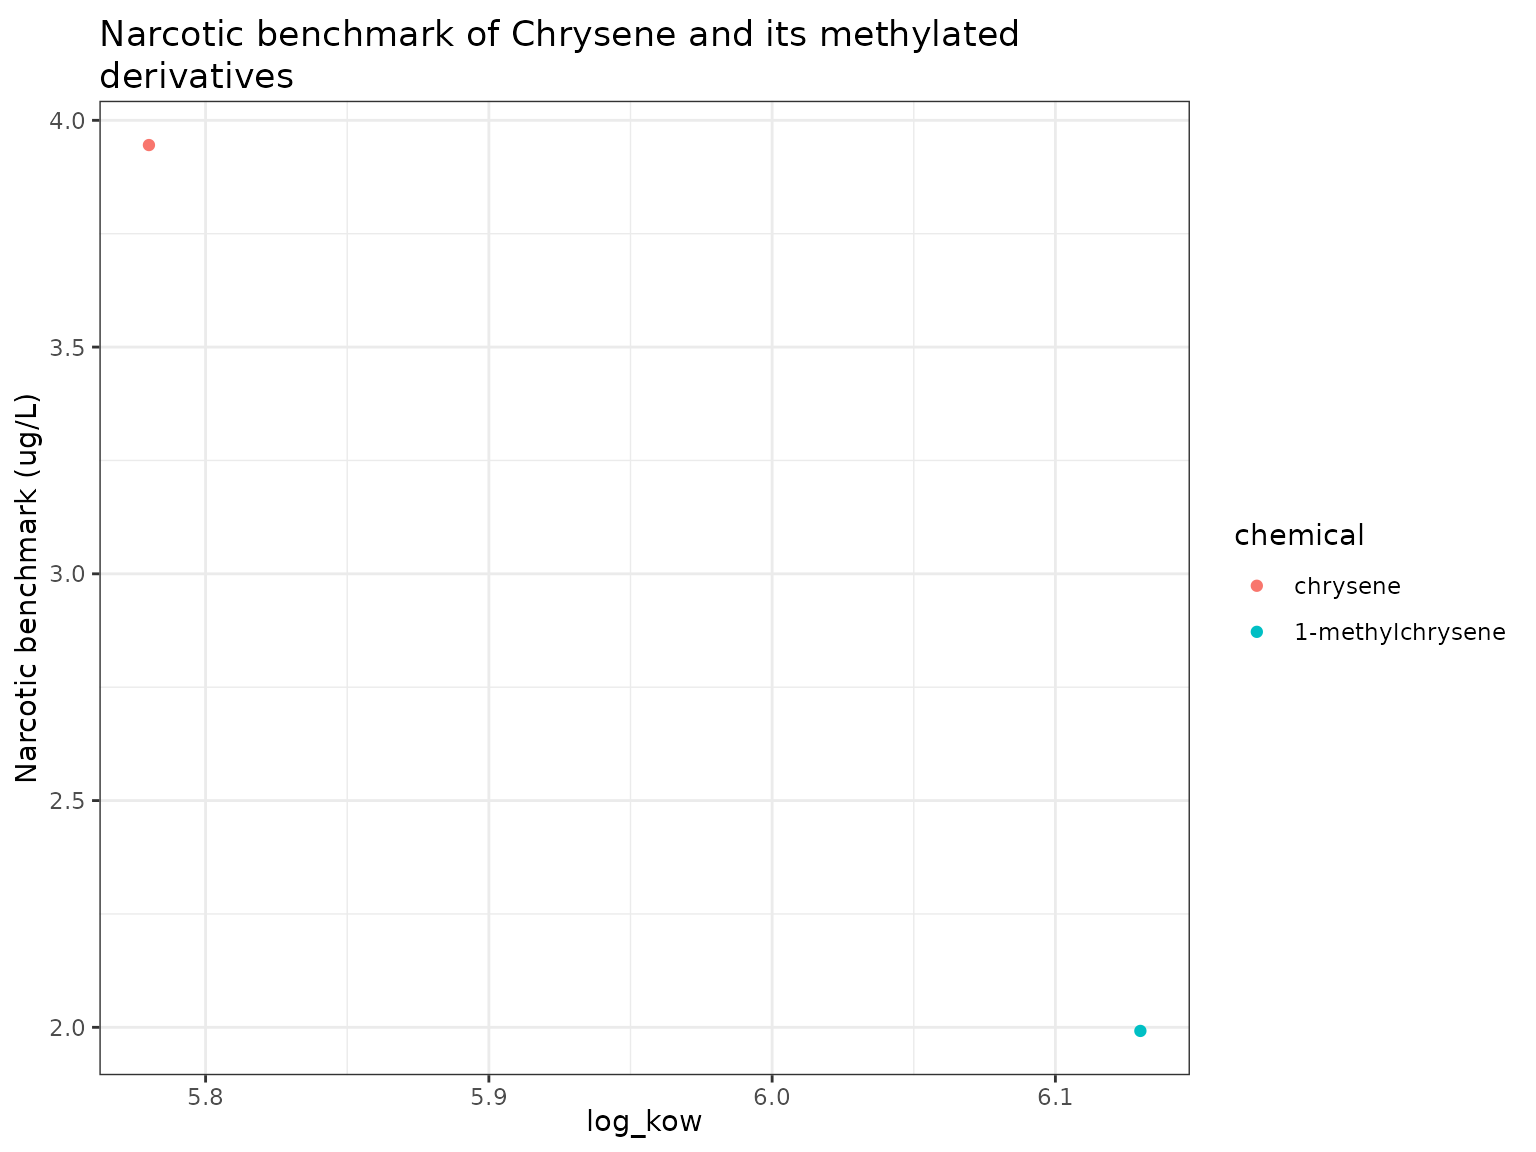 Narcotic benchmark of Chrysene and its methylated
derivatives
Narcotic benchmark (ug/L)
4.0
3.5
3.0
2.5
2.0
5.8
5.9
6.0
6.1
log_kow
chemical
chrysene
1-methylchrysene